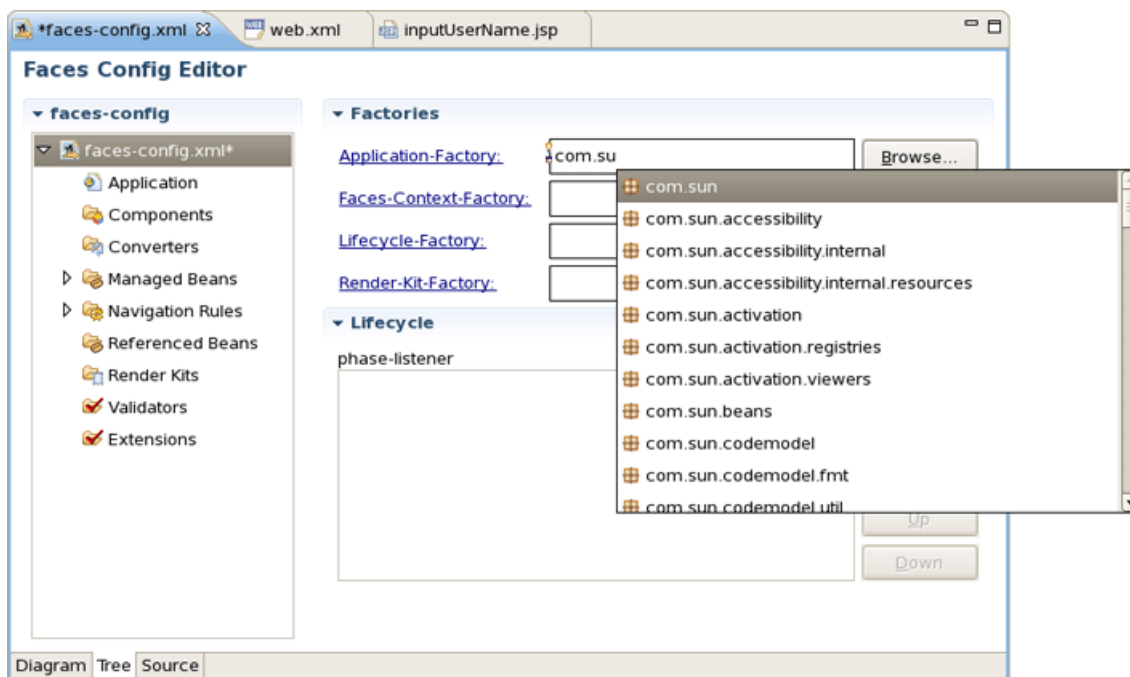 *faces-config.xml
web.xml
inputUserName.jsp
Faces Config Editor
faces-config
faces-config.xml*
Application
Components
Converters
Managed Beans
Navigation Rules
Referenced Beans
Render Kits
Validators
Extensions
Factories
Application-Factory:
com.su
Browse...
Faces-Context-Factory:
Lifecycle-Factory:
Render-Kit-Factory:
com.sun
com.sun.accessibility
com.sun.accessibility.internal
com.sun.accessibility.internal.resources
com.sun.activation
com.sun.activation.registries
com.sun.activation.viewers
com.sun.beans
com.sun.codemodel
com.sun.codemodel.fmt
com.sun.codemodel.util
Lifecycle
phase-listener
Up
Down
Diagram Tree Source